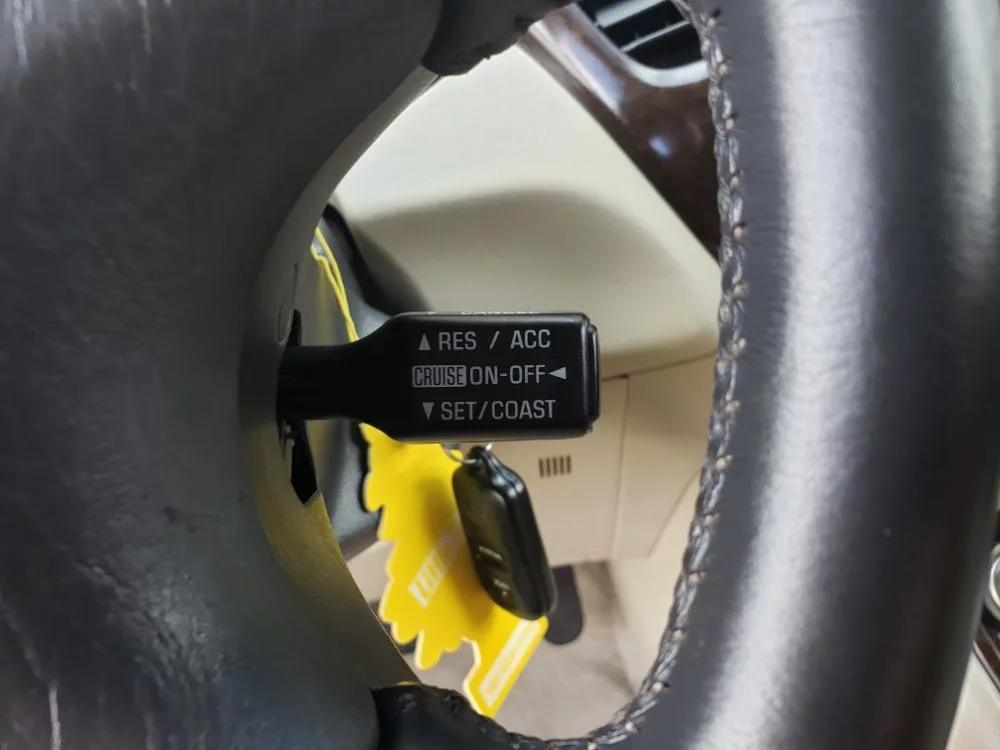 ▲ RES / ACC
CRUISE ON-OFF ◄
▼ SET/COAST